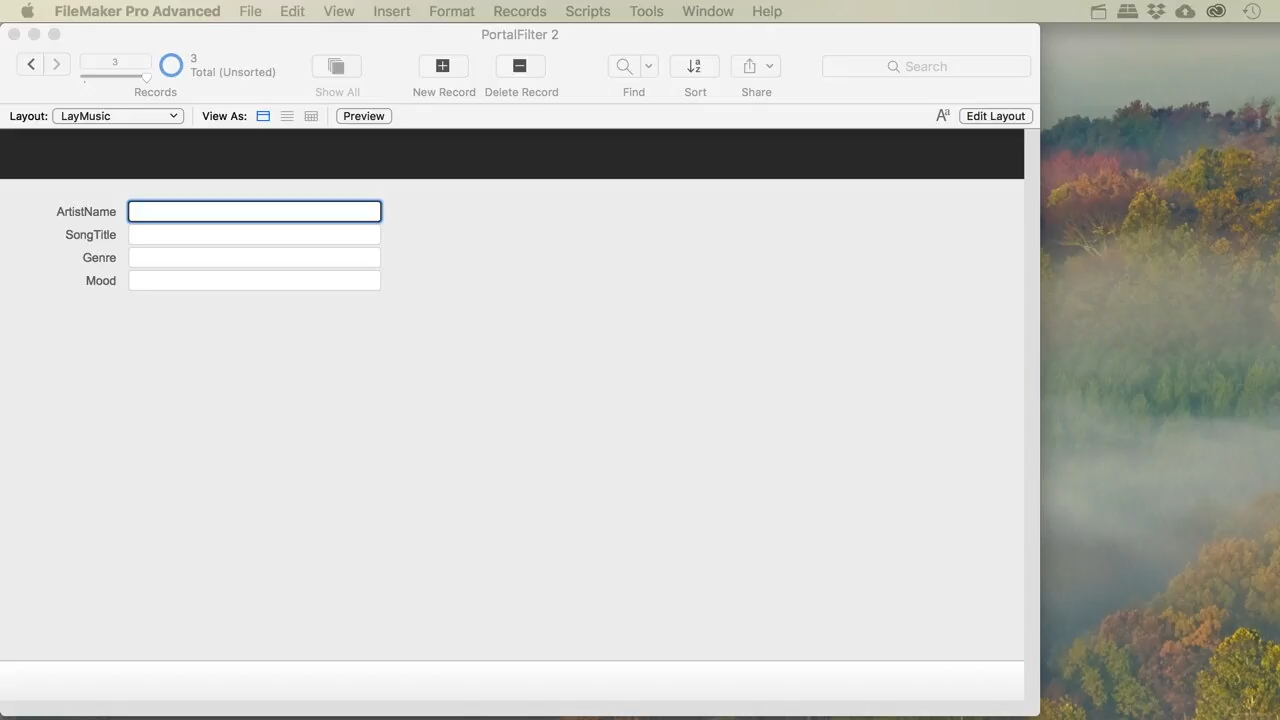 FileMaker Pro Advanced File Edit View Insert Format Records Scripts Tools Window Help
PortalFilter 2
3 3 Total (Unsorted)
Records Show All New Record Delete Record Find Sort Share Search
Layout: LayMusic View As: Preview Aª Edit Layout
ArtistName
SongTitle
Genre
Mood